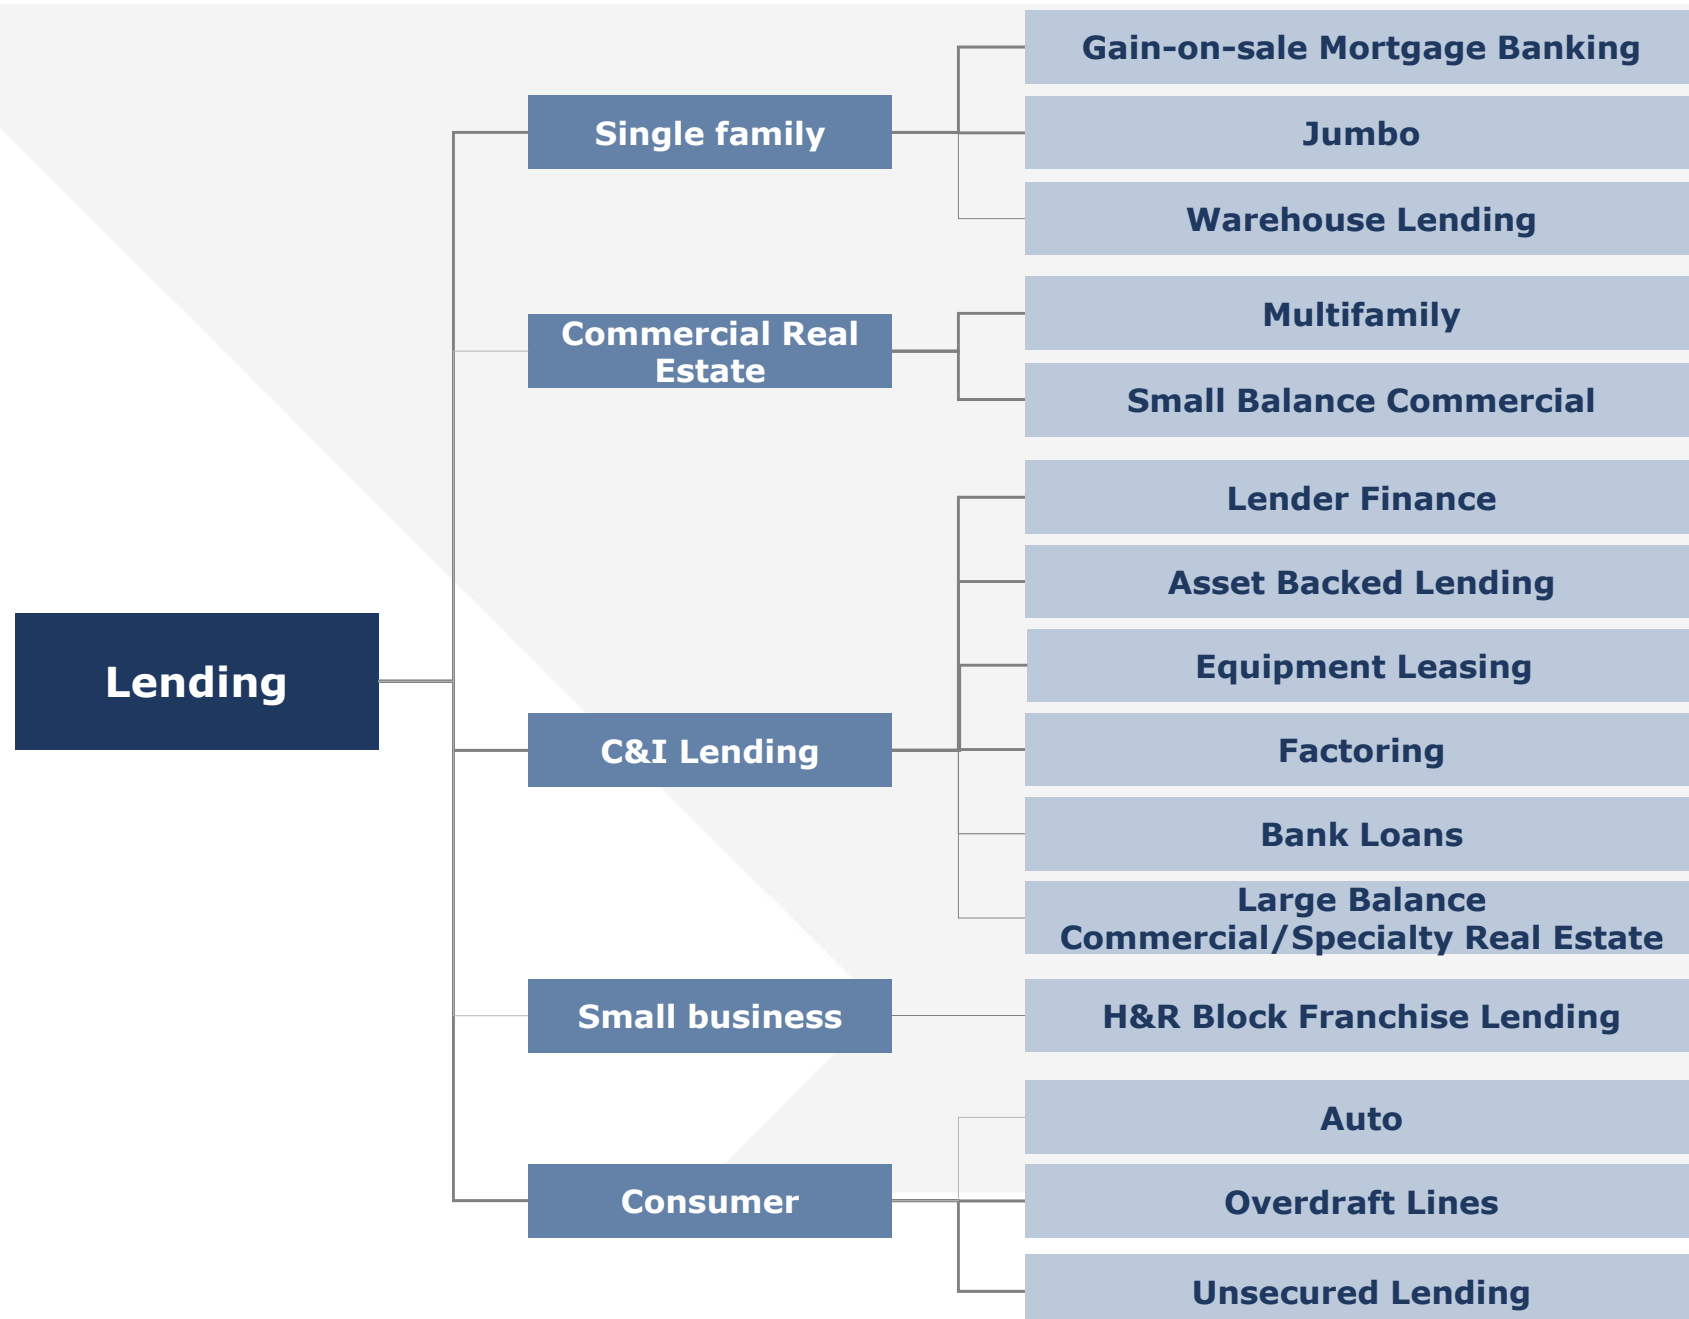 Lending
Single family
Gain-on-sale Mortgage Banking
Jumbo
Warehouse Lending
Commercial Real
Estate
Multifamily
Small Balance Commercial
C&I Lending
Lender Finance
Asset Backed Lending
Equipment Leasing
Factoring
Bank Loans
Large Balance
Commercial/Specialty Real Estate
Small business
H&R Block Franchise Lending
Consumer
Auto
Overdraft Lines
Unsecured Lending